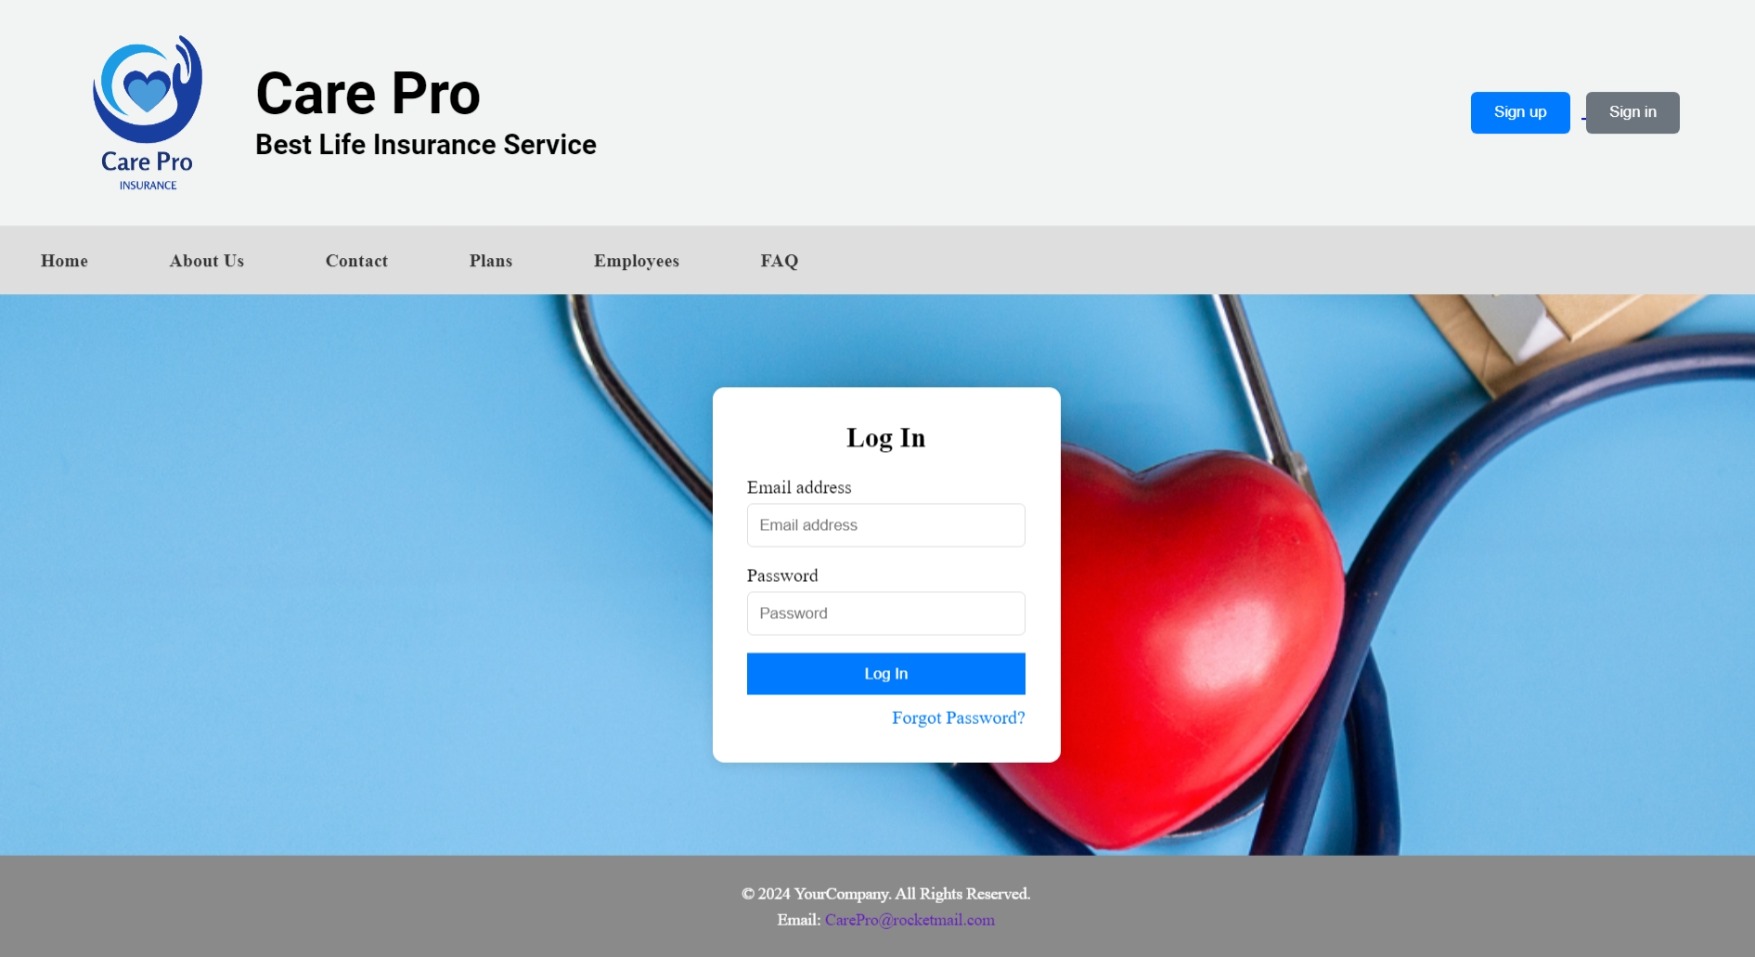 Care Pro
INSURANCE
Care Pro
Best Life Insurance Service
Sign up
Sign in
Home
About Us
Contact
Plans
Employees
FAQ
Log In
Email address
Email address
Password
Password
Log In
Forgot Password?
© 2024 YourCompany. All Rights Reserved.
Email: CarePro@rocketmail.com